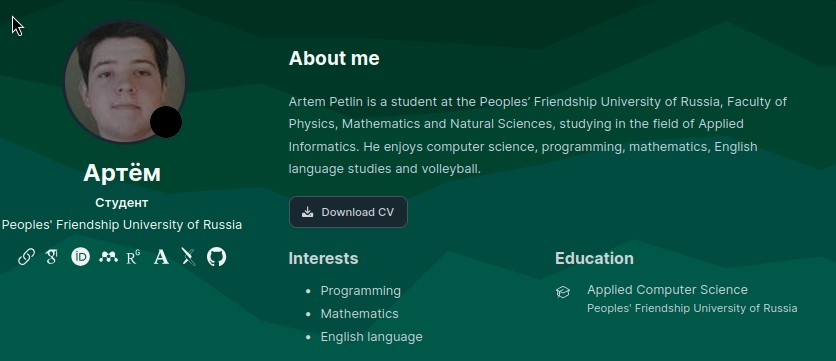 Артём
Студент
Peoples' Friendship University of Russia
iD
R G
A
About me
Artem Petlin is a student at the Peoples’ Friendship University of Russia, Faculty of
Physics, Mathematics and Natural Sciences, studying in the field of Applied
Informatics. He enjoys computer science, programming, mathematics, English
language studies and volleyball.
Download CV
Interests
Programming
Mathematics
English language
Education
Applied Computer Science
Peoples' Friendship University of Russia